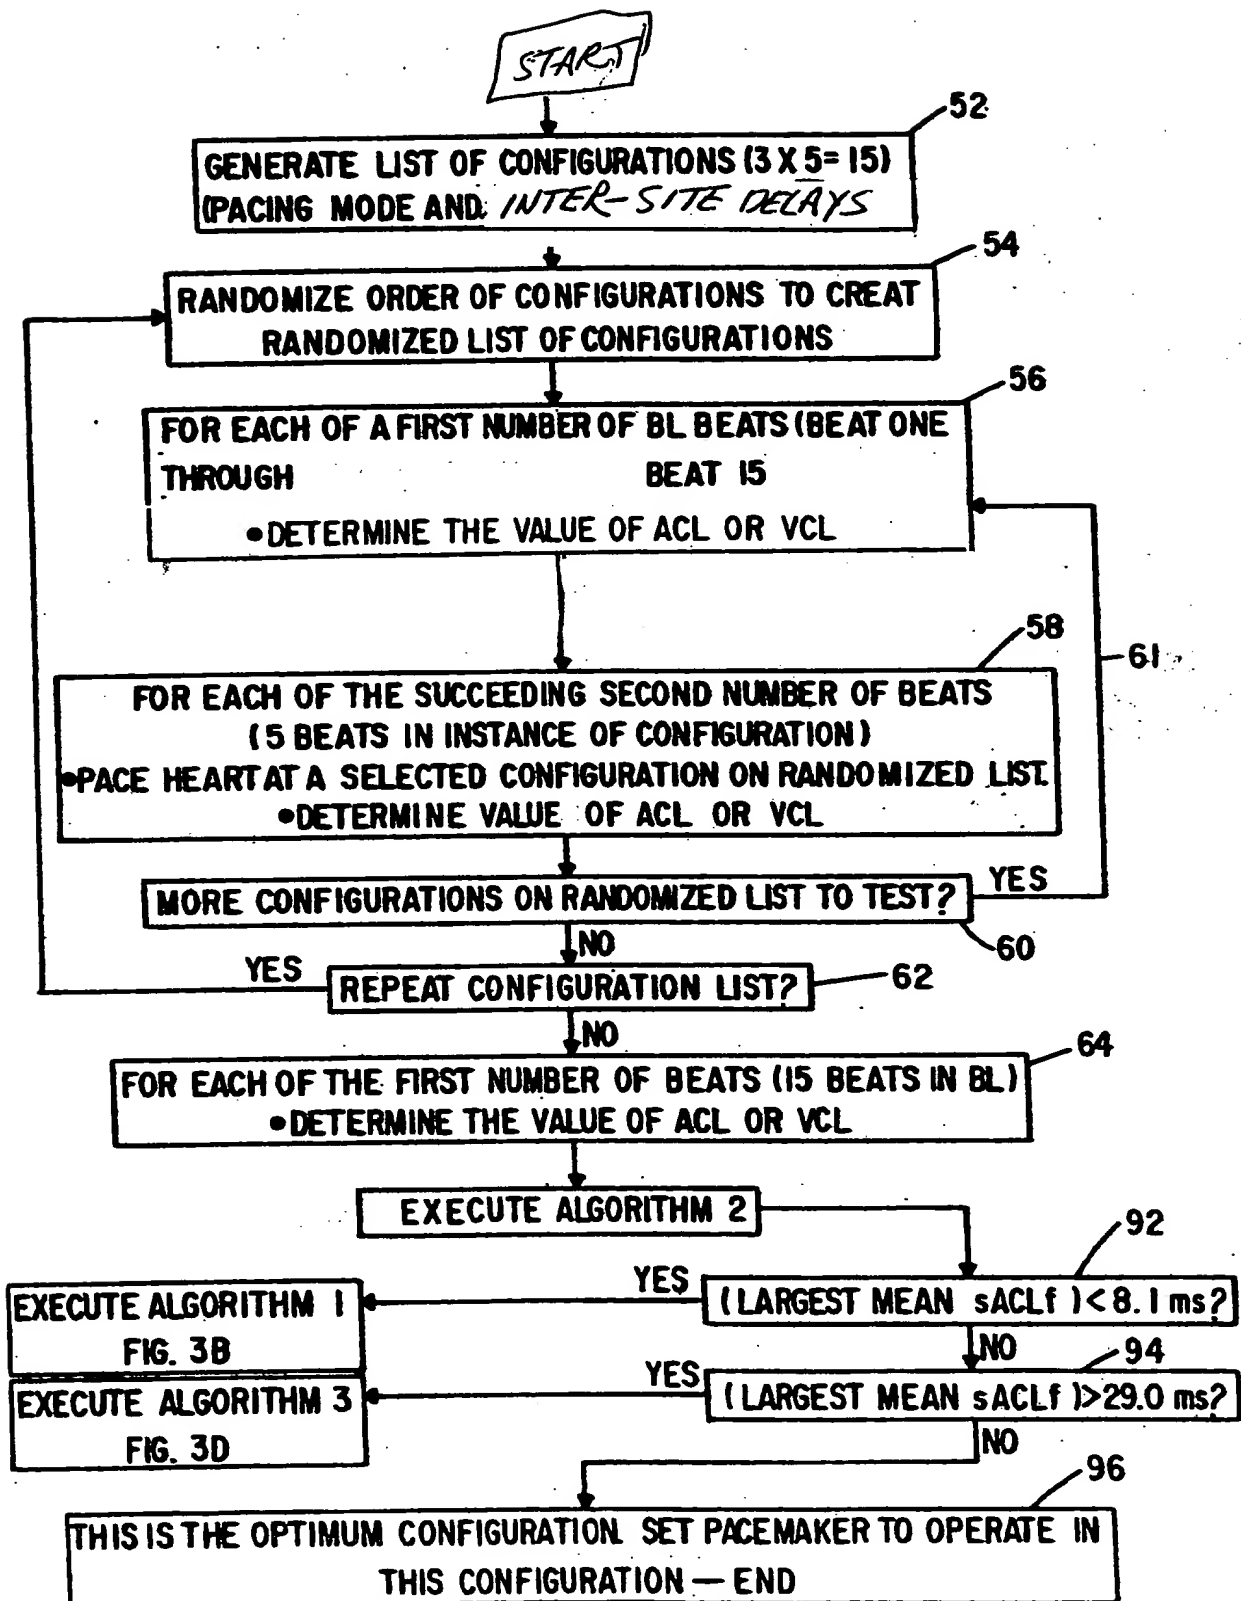 START
52
GENERATE LIST OF CONFIGURATIONS (3 X 5= 15)
(PACING MODE AND INTER-SITE DELAYS
54
RANDOMIZE ORDER OF CONFIGURATIONS TO CREAT
RANDOMIZED LIST OF CONFIGURATIONS
56
FOR EACH OF A FIRST NUMBER OF BL BEATS (BEAT ONE
THROUGH BEAT 15
•DETERMINE THE VALUE OF ACL OR VCL
58
61
FOR EACH OF THE SUCCEEDING SECOND NUMBER OF BEATS
(5 BEATS IN INSTANCE OF CONFIGURATION)
•PACE HEART AT A SELECTED CONFIGURATION ON RANDOMIZED LIST.
•DETERMINE VALUE OF ACL OR VCL
MORE CONFIGURATIONS ON RANDOMIZED LIST TO TEST?
YES
60
NO
YES
REPEAT CONFIGURATION LIST?
62
NO
64
FOR EACH OF THE FIRST NUMBER OF BEATS (15 BEATS IN BL)
•DETERMINE THE VALUE OF ACL OR VCL
EXECUTE ALGORITHM 2
92
YES
(LARGEST MEAN sACLf )<8.1 ms?
EXECUTE ALGORITHM 1
FIG. 3B
NO
94
YES
(LARGEST MEAN sACLf )>29.0 ms?
EXECUTE ALGORITHM 3
FIG. 3D
NO
96
THIS IS THE OPTIMUM CONFIGURATION SET PACEMAKER TO OPERATE IN
THIS CONFIGURATION — END